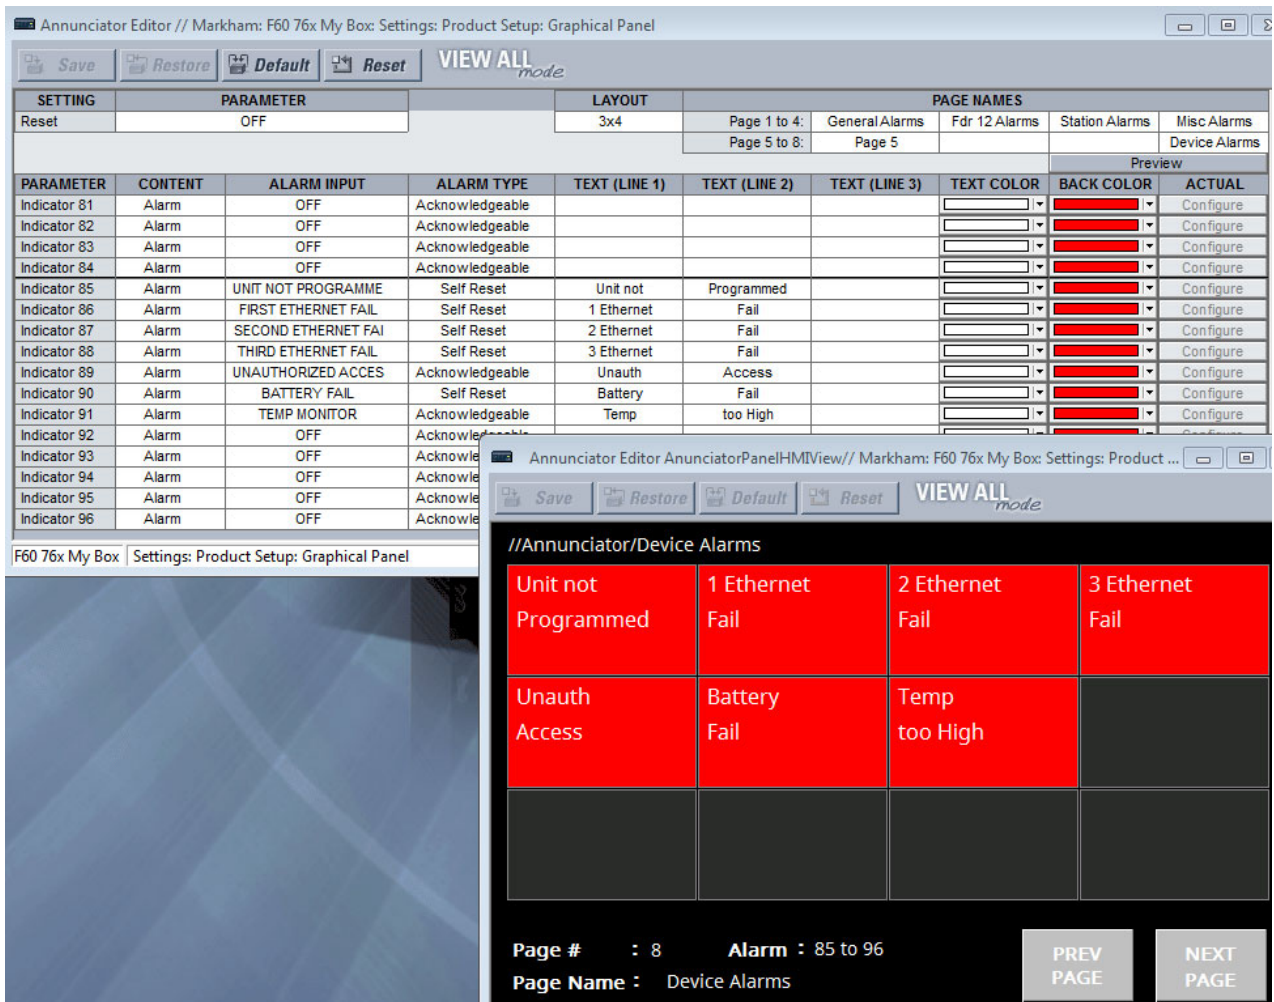 Annunciator Editor // Markham: F60 76x My Box: Settings: Product Setup: Graphical Panel
Save Restore Default Reset VIEW ALL mode
SETTING PARAMETER LAYOUT PAGE NAMES
Reset OFF 3x4 Page 1 to 4: General Alarms Fdr 12 Alarms Station Alarms Misc Alarms
Page 5 to 8: Page 5 Device Alarms
Preview
PARAMETER CONTENT ALARM INPUT ALARM TYPE TEXT (LINE 1) TEXT (LINE 2) TEXT (LINE 3) TEXT COLOR BACK COLOR ACTUAL
Indicator 81 Alarm OFF Acknowledgeable Configure
Indicator 82 Alarm OFF Acknowledgeable Configure
Indicator 83 Alarm OFF Acknowledgeable Configure
Indicator 84 Alarm OFF Acknowledgeable Configure
Indicator 85 Alarm UNIT NOT PROGRAMME Self Reset Unit not Programmed Configure
Indicator 86 Alarm FIRST ETHERNET FAIL Self Reset 1 Ethernet Fail Configure
Indicator 87 Alarm SECOND ETHERNET FAI Self Reset 2 Ethernet Fail Configure
Indicator 88 Alarm THIRD ETHERNET FAIL Self Reset 3 Ethernet Fail Configure
Indicator 89 Alarm UNAUTHORIZED ACCES Acknowledgeable Unauth Access Configure
Indicator 90 Alarm BATTERY FAIL Self Reset Battery Fail Configure
Indicator 91 Alarm TEMP MONITOR Acknowledgeable Temp too High Configure
Indicator 92 Alarm OFF
Indicator 93 Alarm OFF Acknowle
Indicator 94 Alarm OFF Acknowle
Indicator 95 Alarm OFF Acknowle
Indicator 96 Alarm OFF Acknowle
F60 76x My Box Settings: Product Setup: Graphical Panel
Annunciator Editor AnunciatorPanelHMIView// Markham: F60 76x My Box: Settings: Product ...
Save Restore Default Reset VIEW ALL mode
//Annunciator/Device Alarms
Unit not 1 Ethernet 2 Ethernet 3 Ethernet
Programmed Fail Fail Fail
Unauth Battery Temp
Access Fail too High
Page # : 8 Alarm : 85 to 96
Page Name : Device Alarms
PREV NEXT
PAGE PAGE